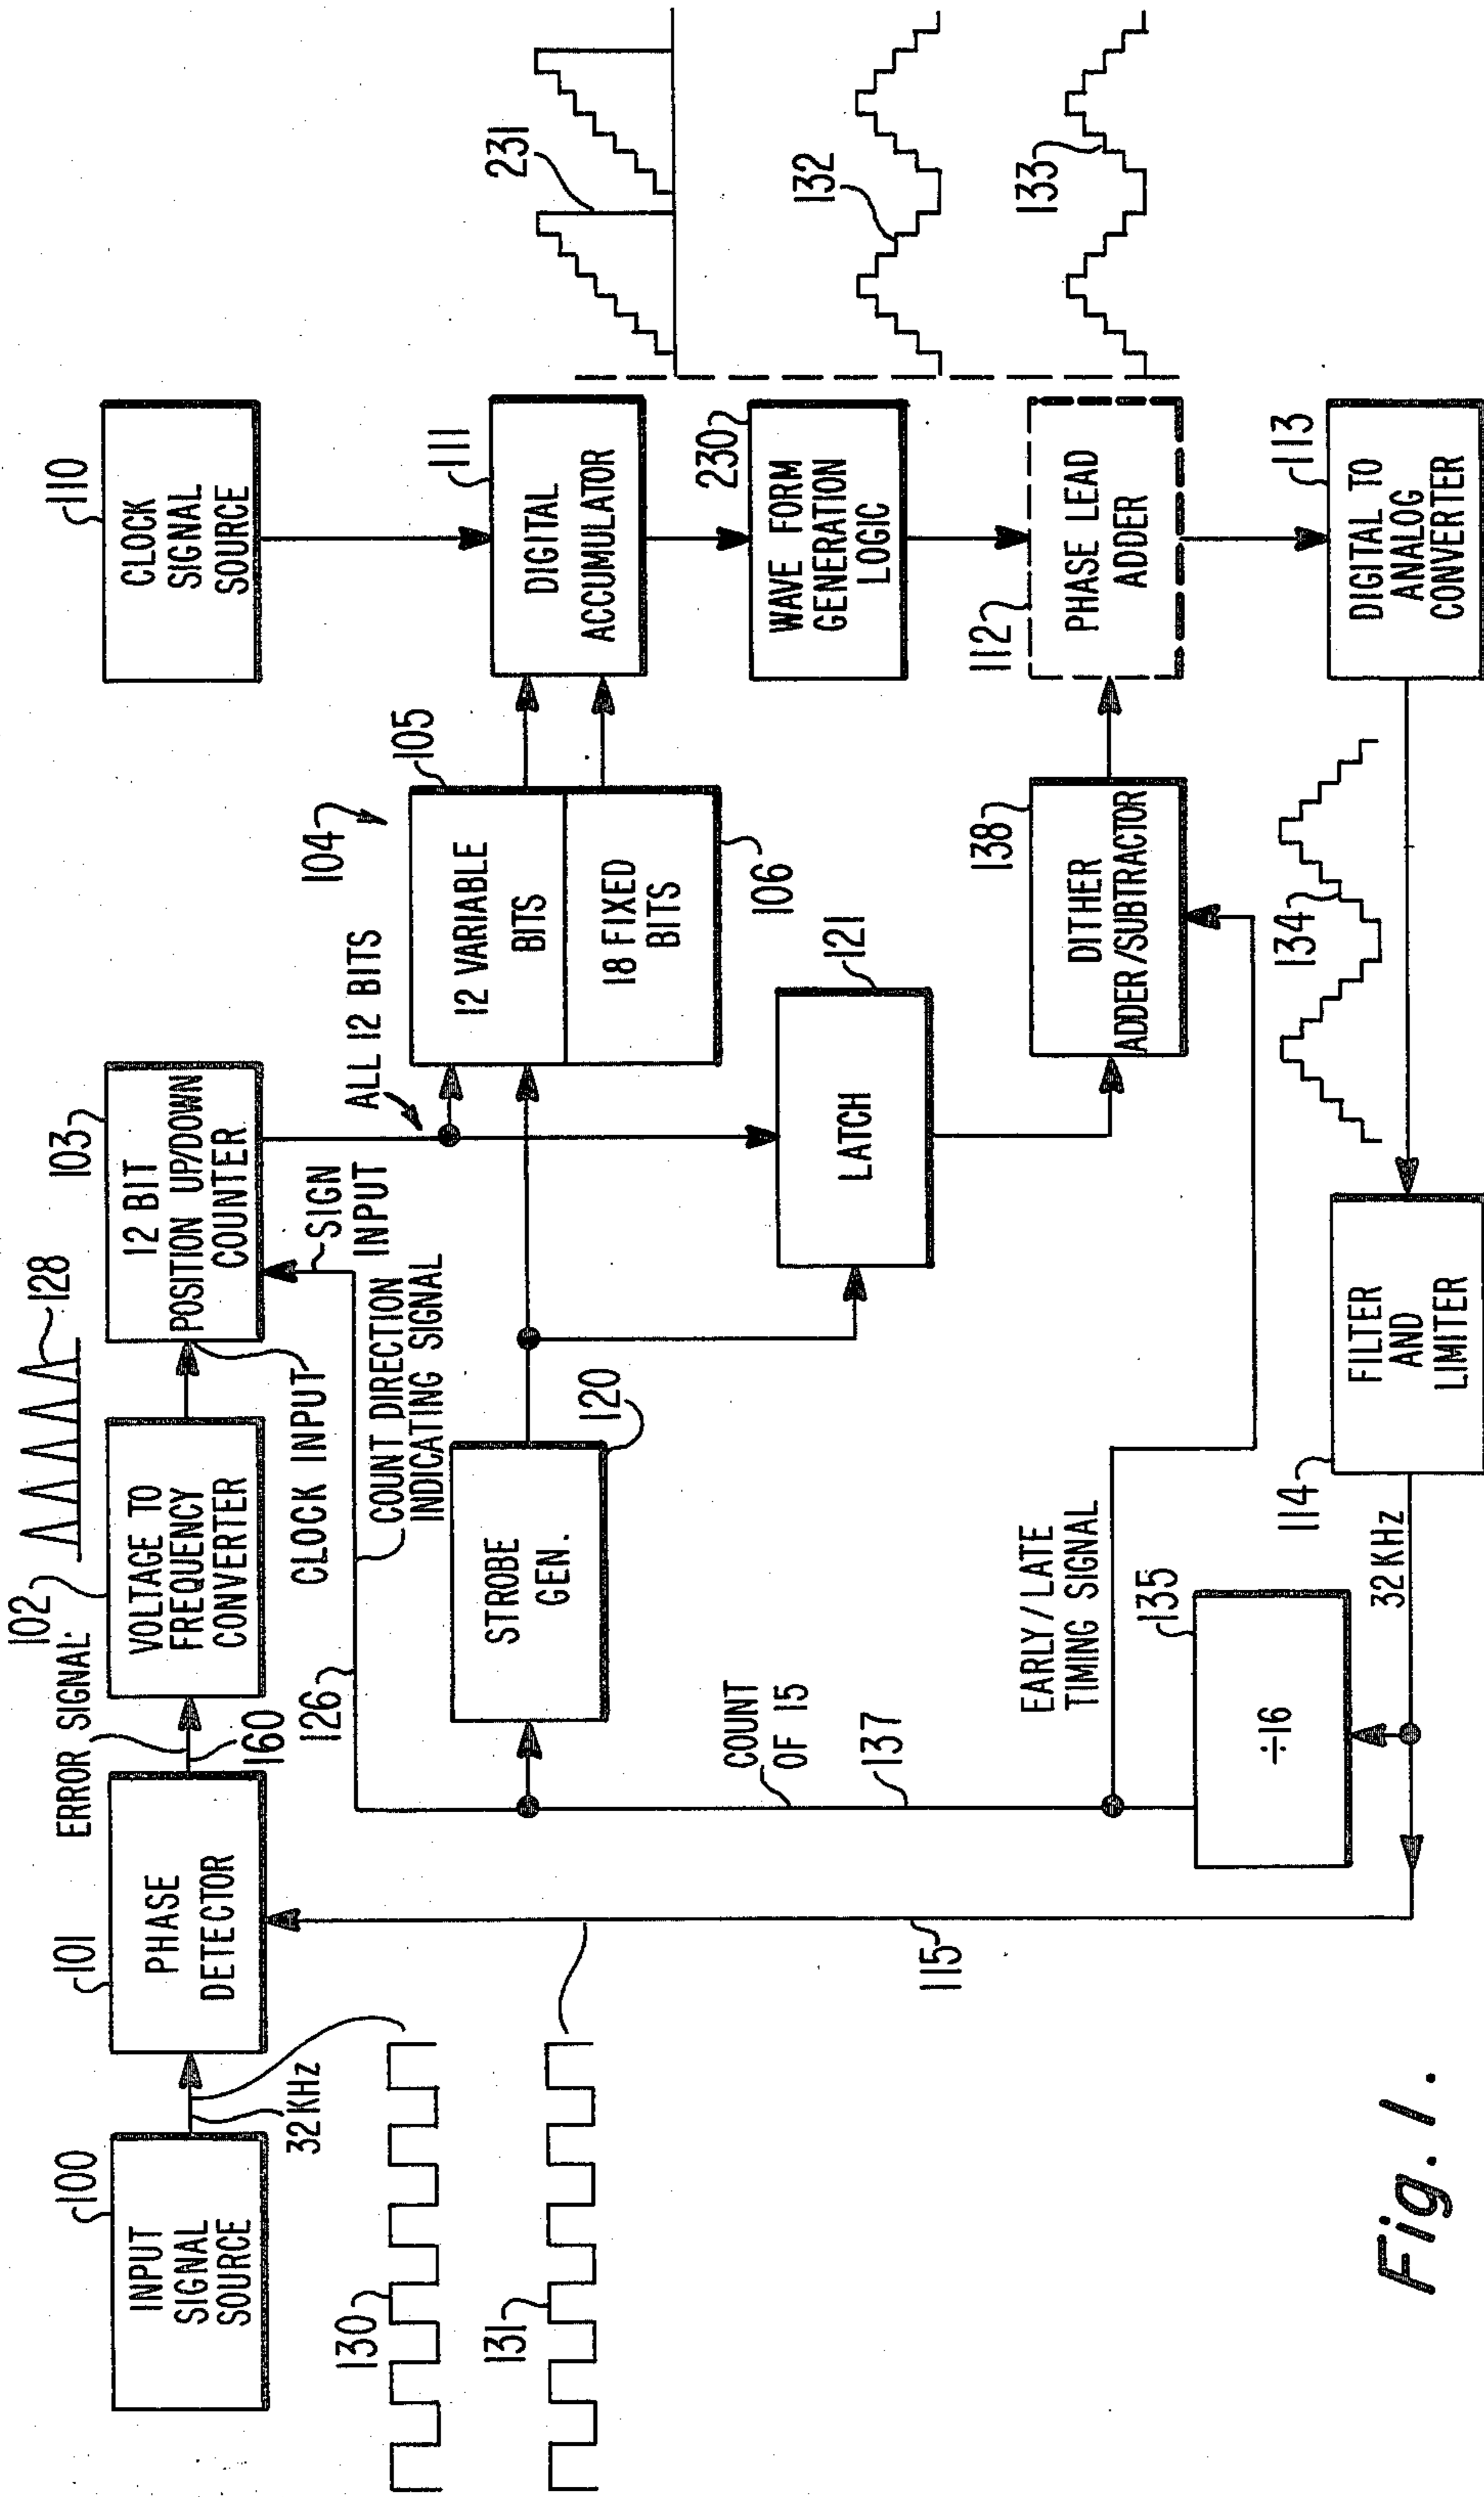 100
INPUT
SIGNAL
SOURCE
32 KHz
101
PHASE
DETECTOR
ERROR SIGNAL
160
102
VOLTAGE TO
FREQUENCY
CONVERTER
128
103
12 BIT
POSITION UP/DOWN
COUNTER
CLOCK INPUT
SIGN
INPUT
126
COUNT DIRECTION
INDICATING SIGNAL
ALL 12 BITS
104
105
12 VARIABLE
BITS
18 FIXED
BITS
106
110
CLOCK
SIGNAL
SOURCE
111
DIGITAL
ACCUMULATOR
231
130
131
STROBE
GEN.
120
LATCH
121
230
WAVE FORM
GENERATION
LOGIC
132
COUNT
OF 15
137
EARLY/LATE
TIMING SIGNAL
138
DITHER
ADDER/SUBTRACTOR
112
PHASE LEAD
ADDER
133
115
135
÷16
32 KHz
114
FILTER
AND
LIMITER
134
113
DIGITAL TO
ANALOG
CONVERTER
Fig. 1.